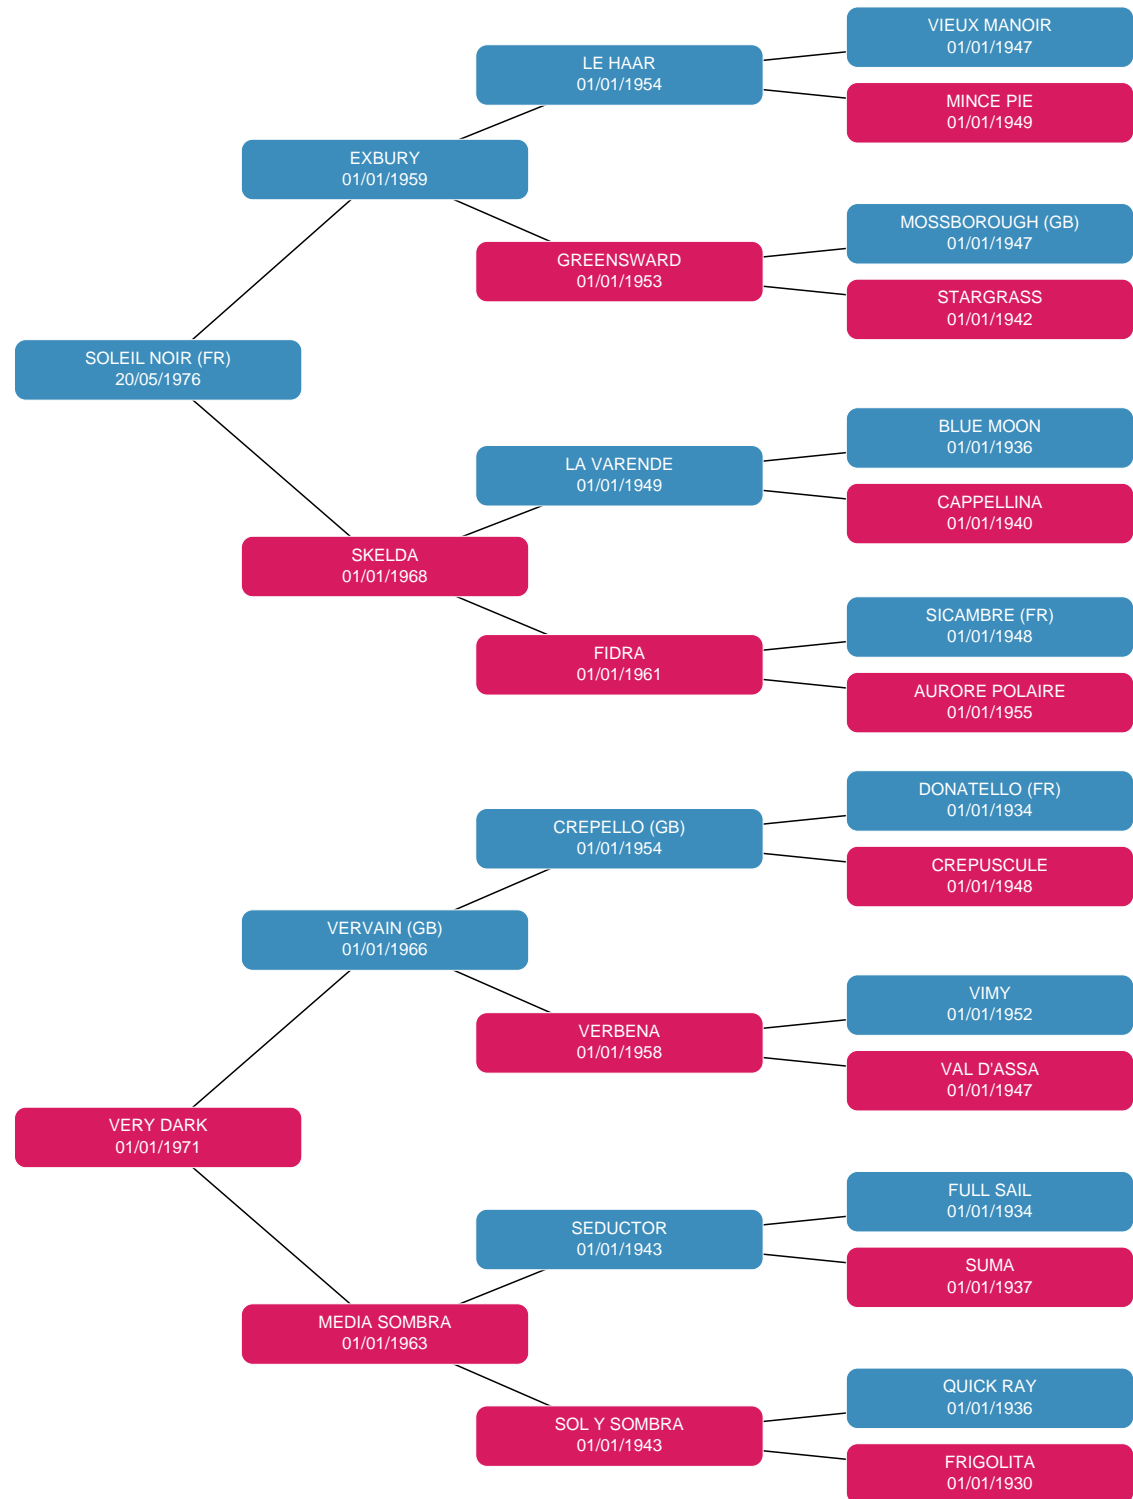 VIEUX MANOIR
01/01/1947
LE HAAR
01/01/1954
MINCE PIE
01/01/1949
EXBURY
01/01/1959
MOSSBOROUGH (GB)
01/01/1947
GREENSWARD
01/01/1953
STARGRASS
01/01/1942
SOLEIL NOIR (FR)
20/05/1976
BLUE MOON
01/01/1936
LA VARENDE
01/01/1949
CAPPELLINA
01/01/1940
SKELDA
01/01/1968
SICAMBRE (FR)
01/01/1948
FIDRA
01/01/1961
AURORE POLAIRE
01/01/1955
DONATELLO (FR)
01/01/1934
CREPELLO (GB)
01/01/1954
CREPUSCULE
01/01/1948
VERVAIN (GB)
01/01/1966
VIMY
01/01/1952
VERBENA
01/01/1958
VAL D'ASSA
01/01/1947
VERY DARK
01/01/1971
FULL SAIL
01/01/1934
SEDUCTOR
01/01/1943
SUMA
01/01/1937
MEDIA SOMBRA
01/01/1963
QUICK RAY
01/01/1936
SOL Y SOMBRA
01/01/1943
FRIGOLITA
01/01/1930